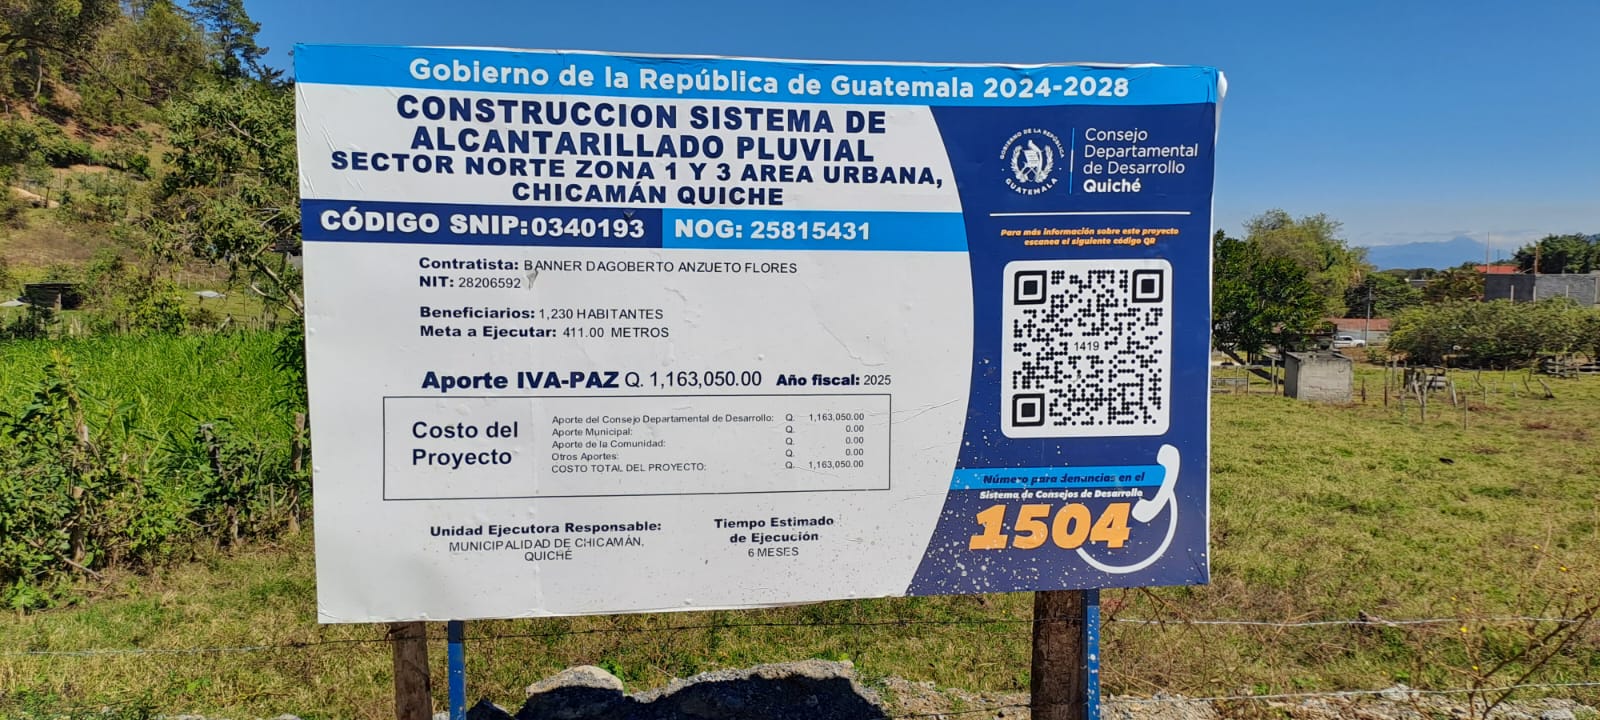 Gobierno de la República de Guatemala 2024-2028
CONSTRUCCION SISTEMA DE
ALCANTARILLADO PLUVIAL
SECTOR NORTE ZONA 1 Y 3 AREA URBANA,
CHICAMÁN QUICHE
CÓDIGO SNIP:0340193 NOG: 25815431
Contratista: BANNER DAGOBERTO ANZUETO FLORES
NIT: 28206592
Beneficiarios: 1,230 HABITANTES
Meta a Ejecutar: 411.00 METROS
Aporte IVA-PAZ Q. 1,163,050.00 Año fiscal: 2025
Costo del
Proyecto
Aporte del Consejo Departamental de Desarrollo: Q. 1,163,050.00
Aporte Municipal: Q. 0.00
Aporte de la Comunidad: Q. 0.00
Otros Aportes: Q. 0.00
COSTO TOTAL DEL PROYECTO: Q. 1,163,050.00
Unidad Ejecutora Responsable:
MUNICIPALIDAD DE CHICAMÁN,
QUICHÉ
Tiempo Estimado
de Ejecución
6 MESES
GOBIERNO DE LA REPÚBLICA
GUATEMALA
Consejo
Departamental
de Desarrollo
Quiché
Para más información sobre este proyecto
escanea el siguiente código QR
1419
Número para denuncias en el
Sistema de Consejos de Desarrollo
1504